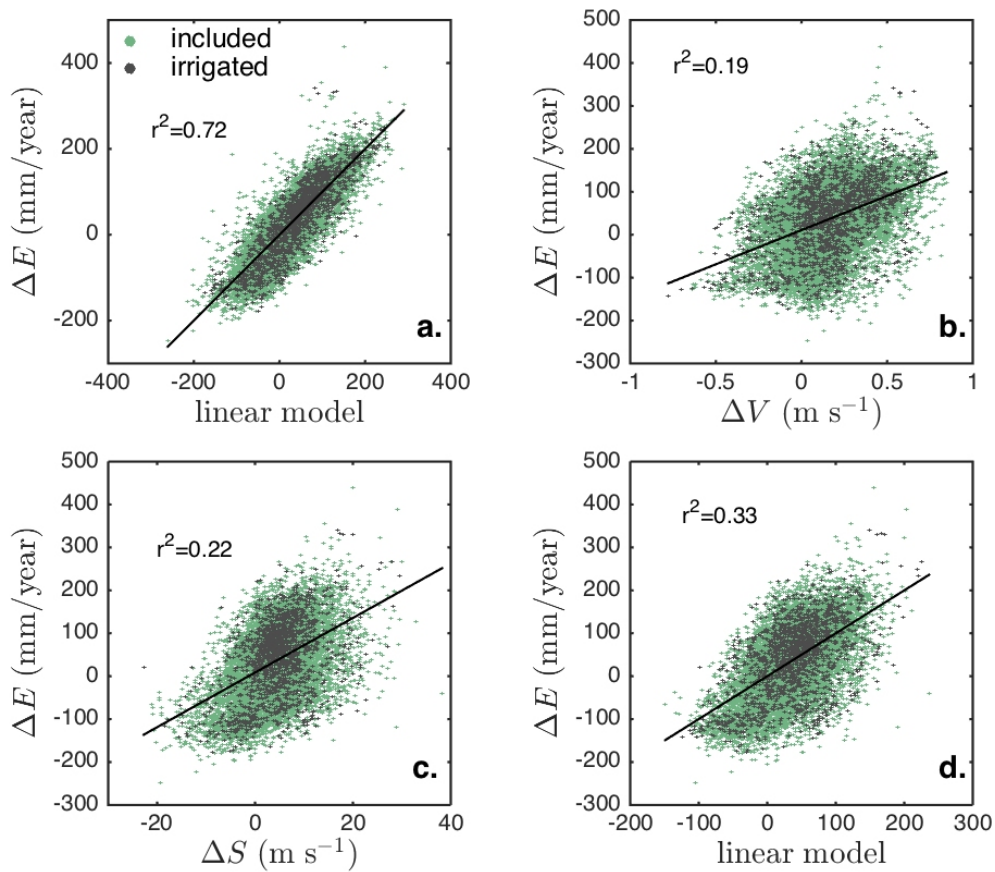 included
irrigated
r²=0.72
400
200
0
-200
ΔE (mm/year)
a.
-400 -200 0 200 400
linear model
r²=0.19
500
400
300
200
100
0
-100
-200
-300
ΔE (mm/year)
b.
-1 -0.5 0 0.5 1
ΔV (m s⁻¹)
r²=0.22
500
400
300
200
100
0
-100
-200
-300
ΔE (mm/year)
c.
-20 0 20 40
ΔS (m s⁻¹)
r²=0.33
500
400
300
200
100
0
-100
-200
-300
ΔE (mm/year)
d.
-200 -100 0 100 200 300
linear model